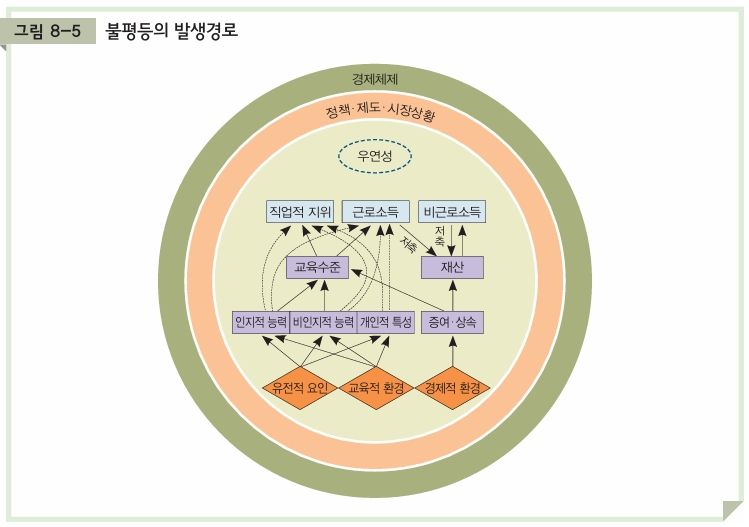 그림 8-5 불평등의 발생경로
경제체제
정책·제도·시장상황
우연성
직업적 지위 근로소득 비근로소득
저축 저축
교육수준 재산
인지적 능력 비인지적 능력 개인적 특성 증여·상속
유전적 요인 교육적 환경 경제적 환경